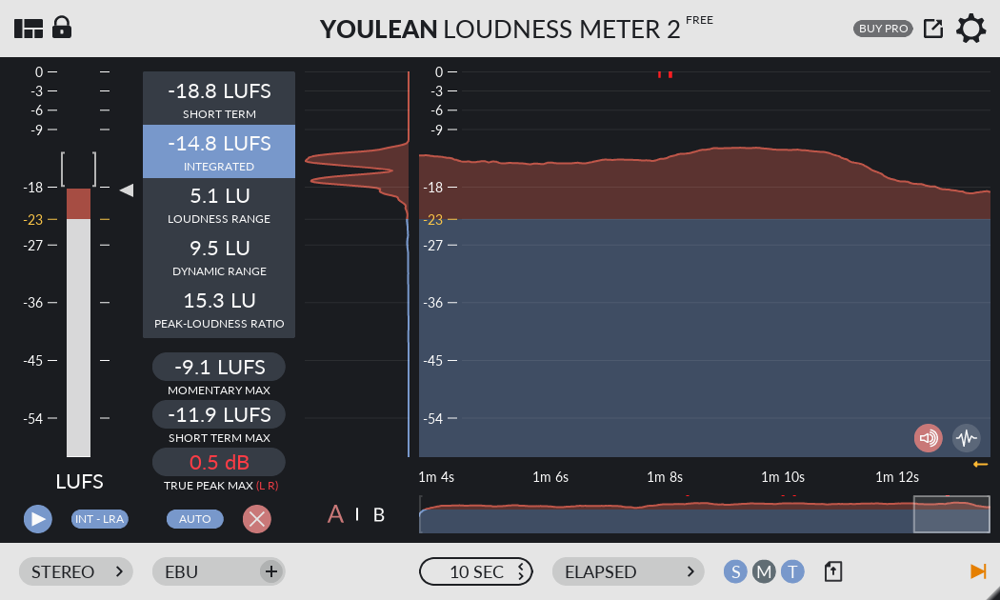 YOULEAN LOUDNESS METER 2 FREE
BUY PRO
0
-3
-6
-9
-18
-23
-27
-36
-45
-54
LUFS
-18.8 LUFS
SHORT TERM
-14.8 LUFS
INTEGRATED
5.1 LU
LOUDNESS RANGE
9.5 LU
DYNAMIC RANGE
15.3 LU
PEAK-LOUDNESS RATIO
-9.1 LUFS
MOMENTARY MAX
-11.9 LUFS
SHORT TERM MAX
0.5 dB
TRUE PEAK MAX (L R)
0
-3
-6
-9
-18
-23
-27
-36
-45
-54
1m 4s 1m 6s 1m 8s 1m 10s 1m 12s
INT - LRA AUTO
A B
STEREO EBU 10 SEC ELAPSED S M T